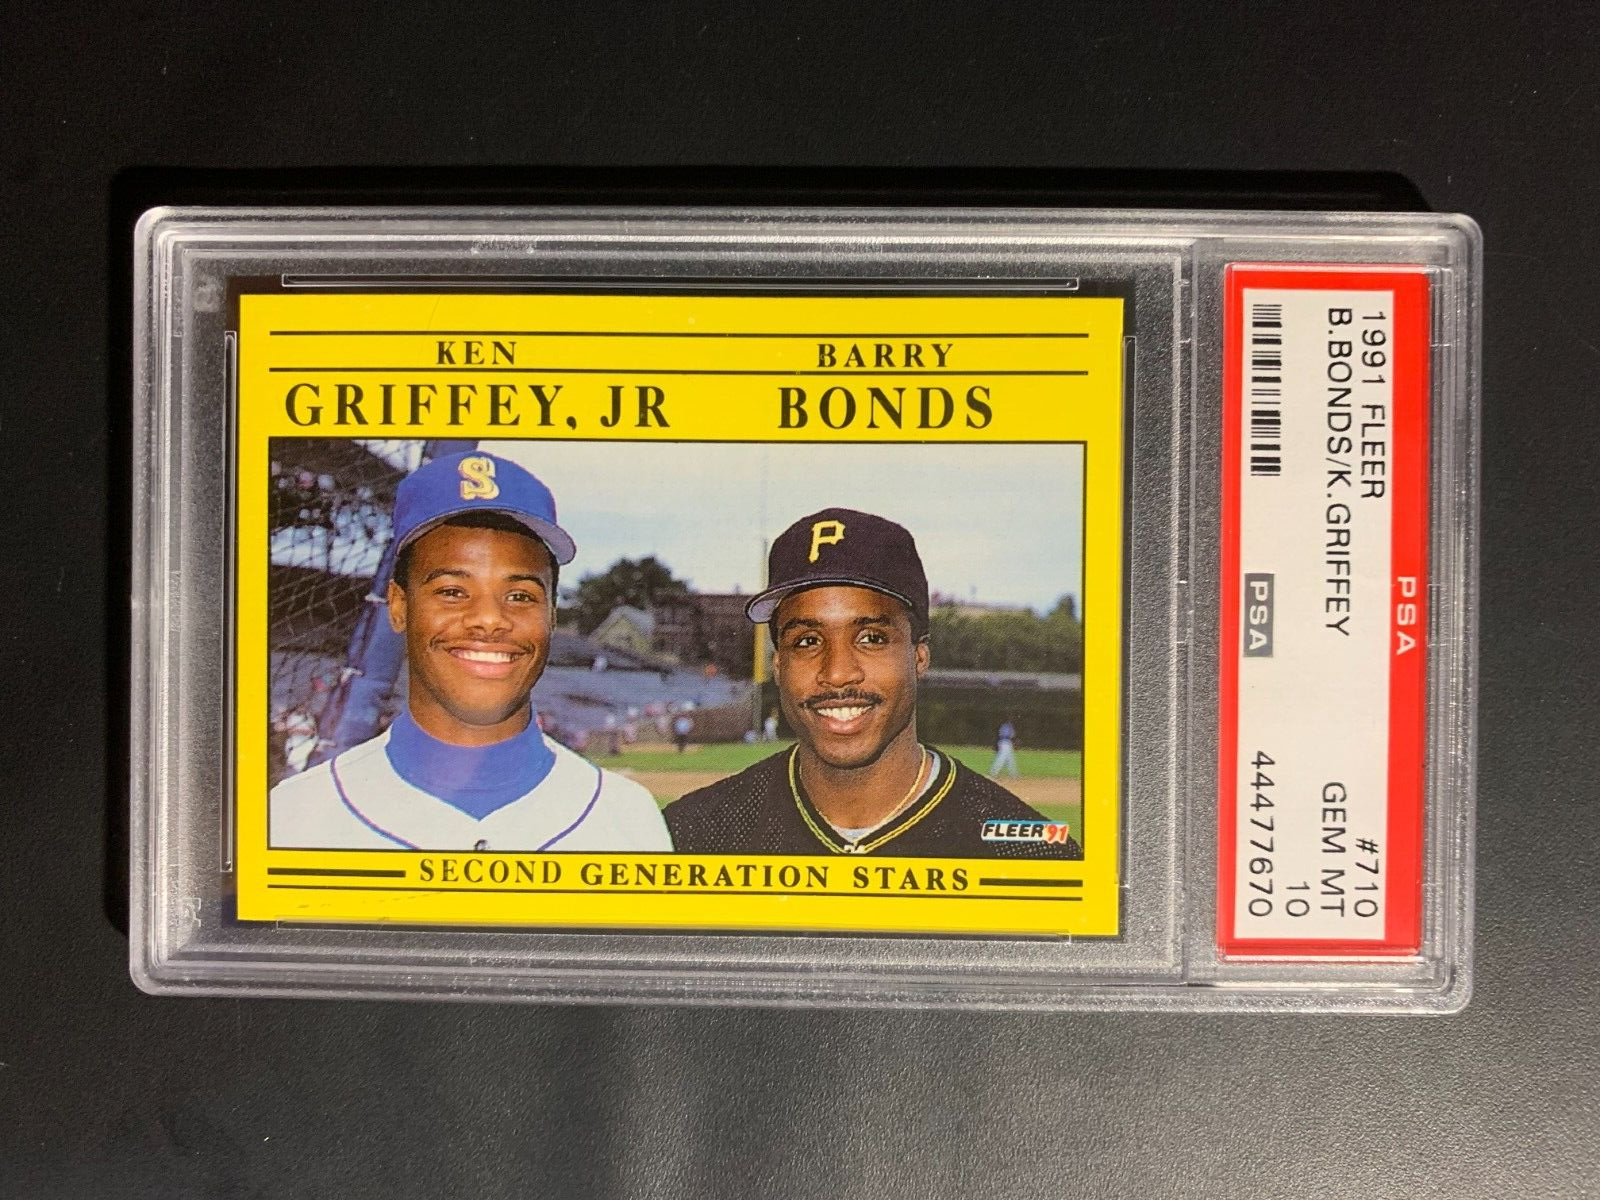 KEN
GRIFFEY, JR
BARRY
BONDS
S
P
FLEER'91
SECOND GENERATION STARS
PSA
1991 FLEER #710
B.BONDS/K.GRIFFEY GEM MT
10
PSA 44477670